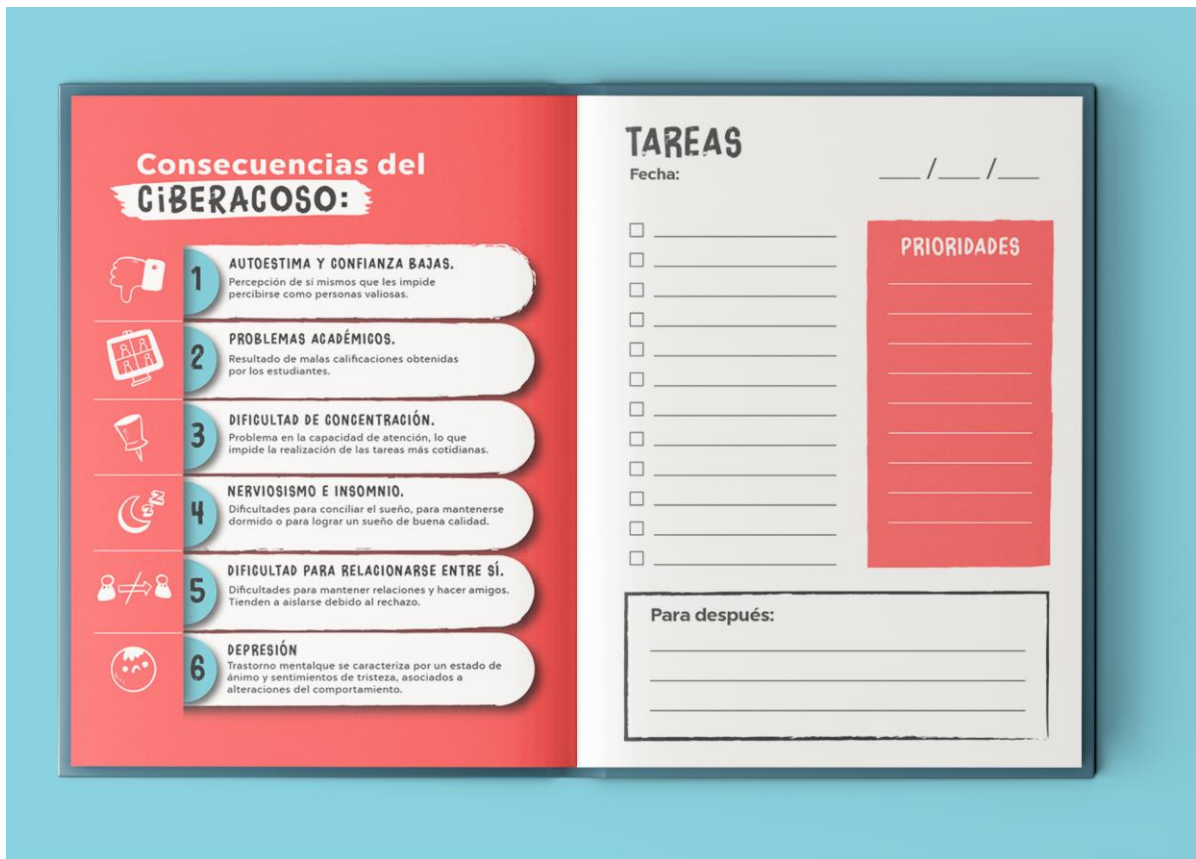 Consecuencias del
CiBERACOSO:
1
AUTOESTIMA Y CONFIANZA BAJAS.
Percepción de sí mismos que les impide
percibirse como personas valiosas.
2
PROBLEMAS ACADÉMICOS.
Resultado de malas calificaciones obtenidas
por los estudiantes.
3
DIFICULTAD DE CONCENTRACIÓN.
Problema en la capacidad de atención, lo que
impide la realización de las tareas más cotidianas.
4
NERVIOSISMO E INSOMNIO.
Dificultades para conciliar el sueño, para mantenerse
dormido o para lograr un sueño de buena calidad.
5
DIFICULTAD PARA RELACIONARSE ENTRE SÍ.
Dificultades para mantener relaciones y hacer amigos.
Tienden a aislarse debido al rechazo.
6
DEPRESIÓN
Trastorno mentalque se caracteriza por un estado de
ánimo y sentimientos de tristeza, asociados a
alteraciones del comportamiento.
TAREAS
Fecha: ___/___/___
PRIORIDADES
Para después: